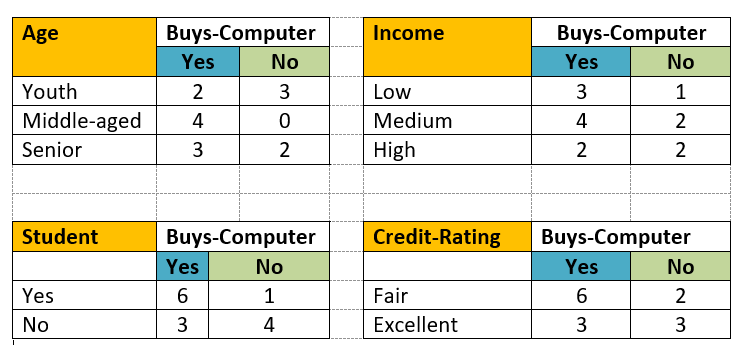 Age Buys-Computer
Yes No
Youth 2 3
Middle-aged 4 0
Senior 3 2
Income Buys-Computer
Yes No
Low 3 1
Medium 4 2
High 2 2
Student Buys-Computer
Yes No
Yes 6 1
No 3 4
Credit-Rating Buys-Computer
Yes No
Fair 6 2
Excellent 3 3